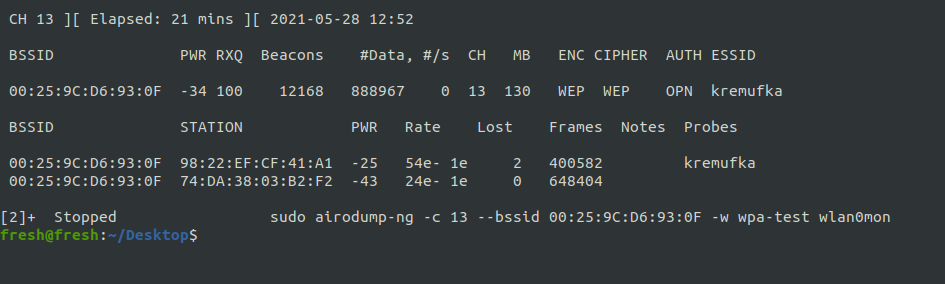 CH 13 ][ Elapsed: 21 mins ][ 2021-05-28 12:52
BSSID PWR RXQ Beacons #Data, #/s CH MB ENC CIPHER AUTH ESSID
00:25:9C:D6:93:0F -34 100 12168 888967 0 13 130 WEP WEP OPN kremufka
BSSID STATION PWR Rate Lost Frames Notes Probes
00:25:9C:D6:93:0F 98:22:EF:CF:41:A1 -25 54e- 1e 2 400582 kremufka
00:25:9C:D6:93:0F 74:DA:38:03:B2:F2 -43 24e- 1e 0 648404
[2]+ Stopped sudo airodump-ng -c 13 --bssid 00:25:9C:D6:93:0F -w wpa-test wlan0mon
fresh@fresh:~/Desktop$